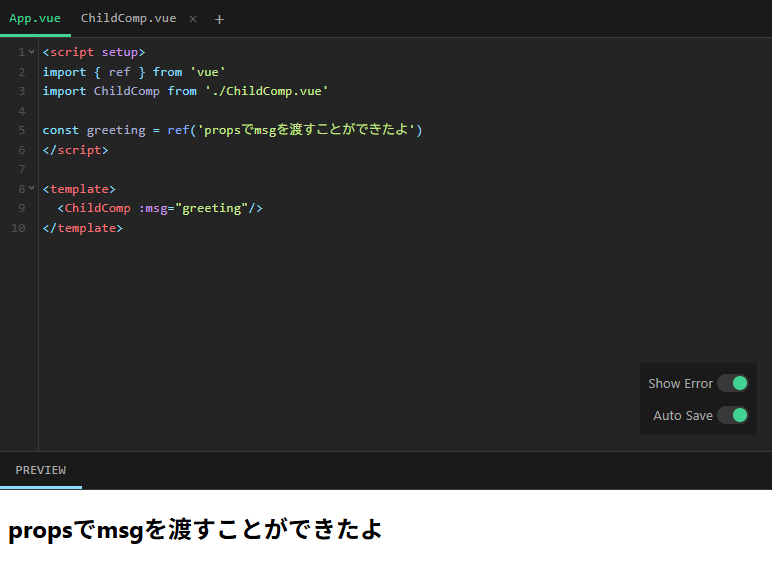 App.vue ChildComp.vue × +
1 <script setup>
2 import { ref } from 'vue'
3 import ChildComp from './ChildComp.vue'
4
5 const greeting = ref('propsでmsgを渡すことができたよ')
6 </script>
7
8 <template>
9 <ChildComp :msg="greeting"/>
10 </template>
Show Error
Auto Save
PREVIEW
propsでmsgを渡すことができたよ